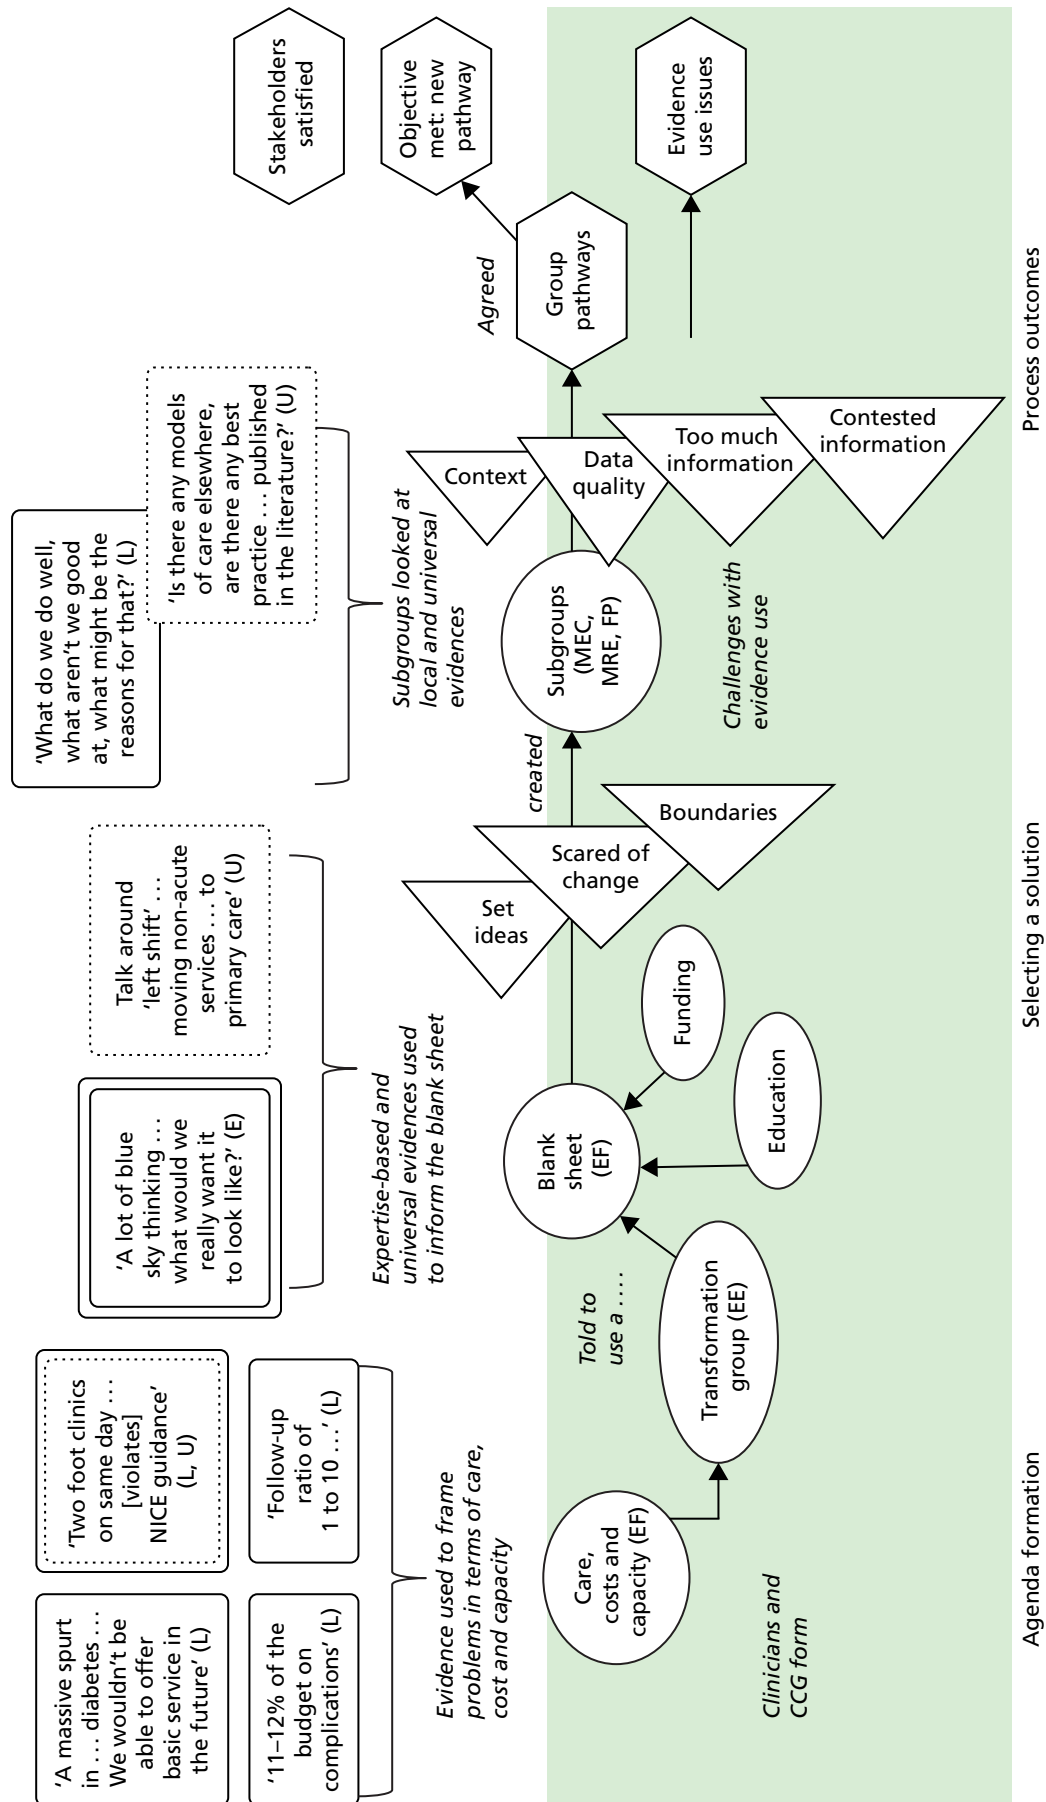 'A massive spurt
in … diabetes …
We wouldn't be
able to offer
basic service in
the future' (L)
'Two foot clinics
on same day …
[violates]
NICE guidance'
(L, U)
'11–12% of the
budget on
complications' (L)
'Follow-up
ratio of
1 to 10 …' (L)
Evidence used to frame
problems in terms of care,
cost and capacity
'A lot of blue
sky thinking …
what would we
really want it
to look like?' (E)
Talk around
'left shift' …
moving non-acute
services … to
primary care' (U)
Expertise-based and
universal evidences used
to inform the blank sheet
'What do we do well,
what aren't we good
at, what might be the
reasons for that?' (L)
'Is there any models
of care elsewhere,
are there any best
practice … published
in the literature?' (U)
Subgroups looked at
local and universal
evidences
Care,
costs and
capacity (EF)
Clinicians and
CCG form
Transformation
group (EE)
Told to
use a ....
Blank
sheet
(EF)
Education
Funding
Set
ideas
Scared of
change
Boundaries
created
Subgroups
(MEC,
MRE, FP)
Challenges with
evidence use
Context
Data
quality
Too much
information
Contested
information
Group
pathways
Agreed
Stakeholders
satisfied
Objective
met: new
pathway
Evidence
use issues
Agenda formation
Selecting a solution
Process outcomes